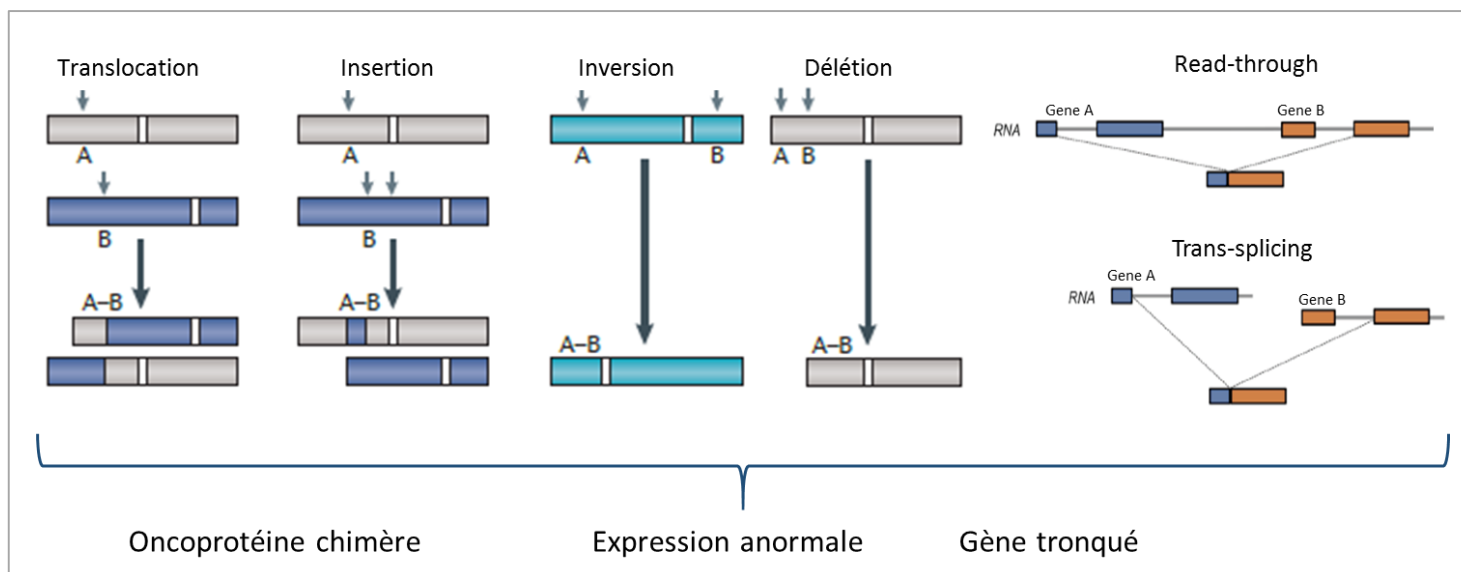 Translocation
A
B
A–B
Insertion
A
B
A–B
Inversion
A
B
A–B
Délétion
A B
A–B
Read-through
Gene A
Gene B
RNA
Trans-splicing
Gene A
RNA
Gene B
Oncoprotéine chimère
Expression anormale
Gène tronqué